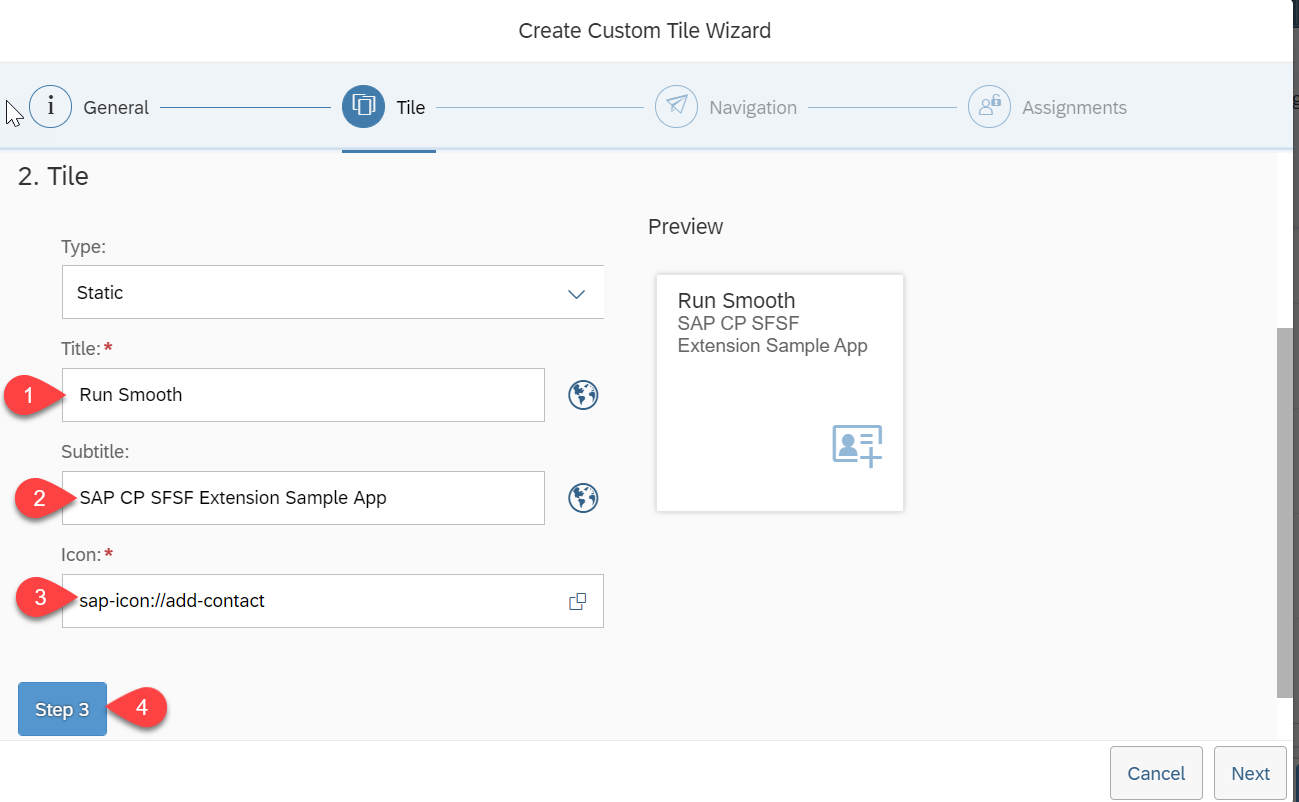 Create Custom Tile Wizard
i General Tile Navigation Assignments
2. Tile
Preview
Type:
Static
Title:*
1 Run Smooth
Subtitle:
2 SAP CP SFSF Extension Sample App
Icon:*
3 sap-icon://add-contact
Run Smooth
SAP CP SFSF
Extension Sample App
Step 3 4
Cancel Next